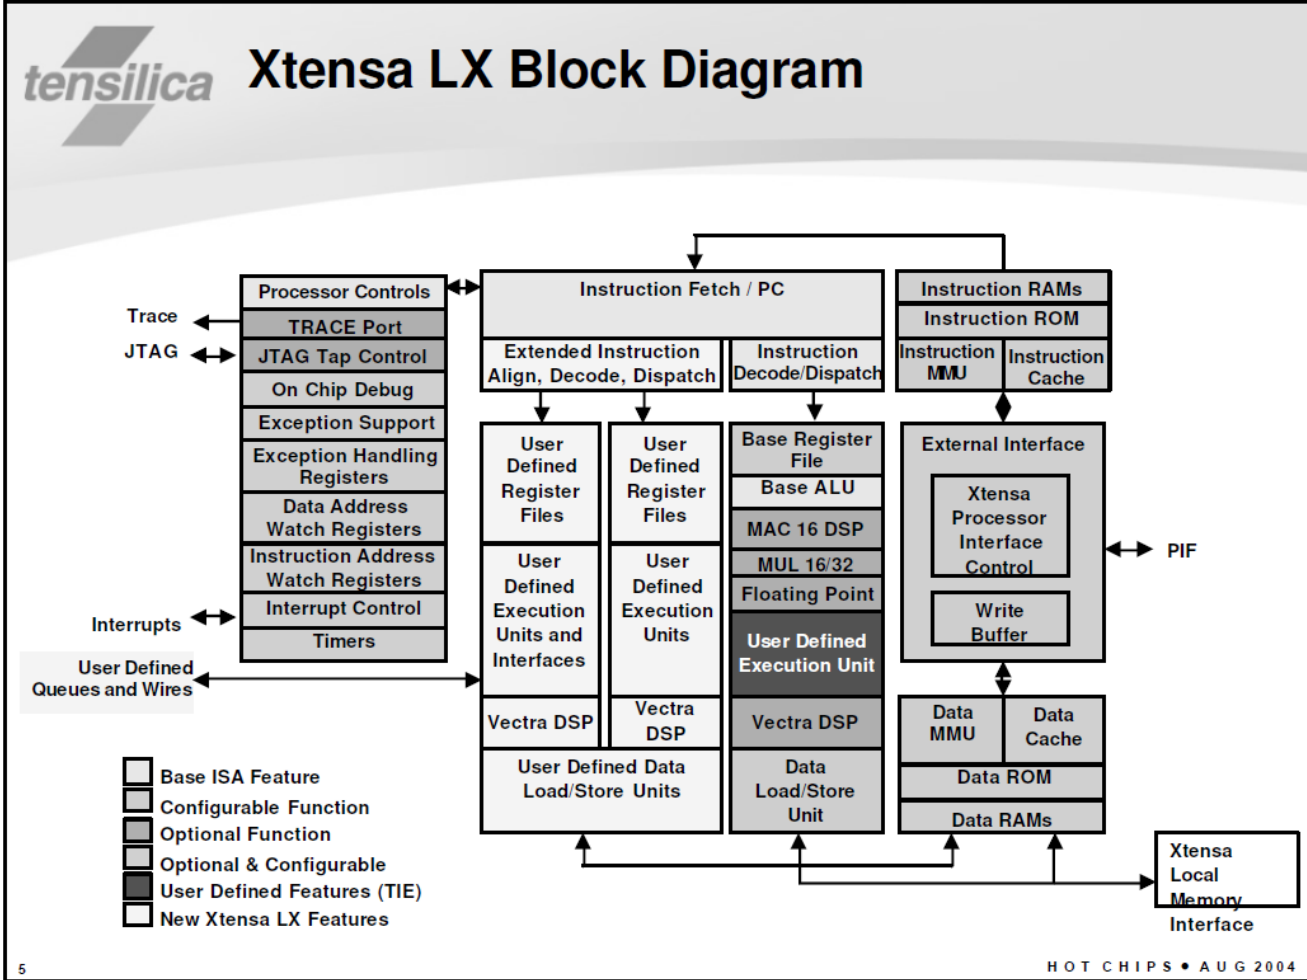 tensilica
Xtensa LX Block Diagram
Trace
JTAG
Interrupts
User Defined
Queues and Wires
Processor Controls
TRACE Port
JTAG Tap Control
On Chip Debug
Exception Support
Exception Handling
Registers
Data Address
Watch Registers
Instruction Address
Watch Registers
Interrupt Control
Timers
Instruction Fetch / PC
Extended Instruction
Align, Decode, Dispatch
Instruction
Decode/Dispatch
User
Defined
Register
Files
User
Defined
Execution
Units and
Interfaces
Vectra DSP
User
Defined
Register
Files
User
Defined
Execution
Units
Vectra
DSP
User Defined Data
Load/Store Units
Base Register
File
Base ALU
MAC 16 DSP
MUL 16/32
Floating Point
User Defined
Execution Unit
Vectra DSP
Data
Load/Store
Unit
Instruction RAMs
Instruction ROM
Instruction
MMU
Instruction
Cache
External Interface
Xtensa
Processor
Interface
Control
Write
Buffer
PIF
Data
MMU
Data
Cache
Data ROM
Data RAMs
Xtensa
Local
Memory
Interface
Base ISA Feature
Configurable Function
Optional Function
Optional & Configurable
User Defined Features (TIE)
New Xtensa LX Features
5
HOT CHIPS • AUG 2004